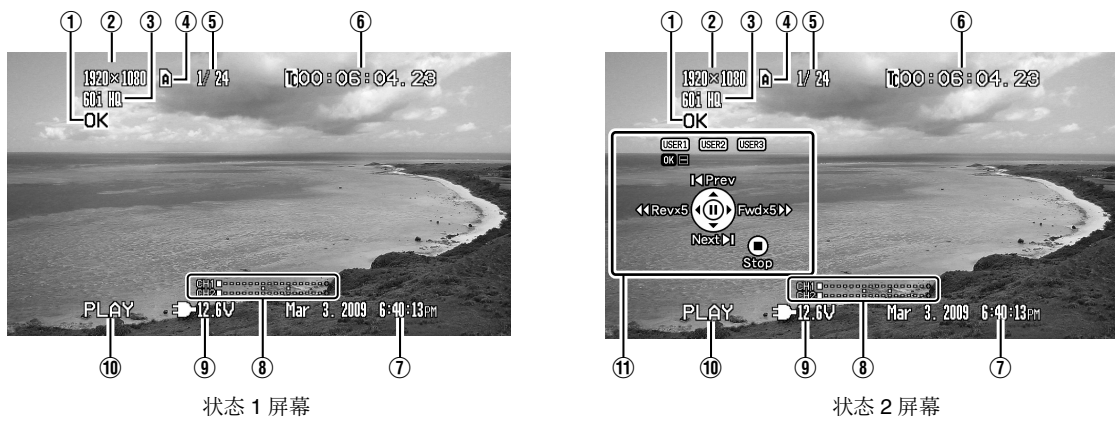 ① ② ③ ④ ⑤ ⑥
1920×1080 A 1/ 24 TC 00:06:04.23
60i HQ
OK
CH1
CH2
PLAY 12.6V Mar 3. 2009 6:40:13PM
⑩ ⑨ ⑧ ⑦
状态 1 屏幕
① ② ③ ④ ⑤ ⑥
1920×1080 A 1/ 24 TC 00:06:04.23
60i HQ
OK
USER1 USER2 USER3
OK
Prev
Rev×5 Fwd×5
Next
Stop
CH1
CH2
PLAY 12.6V Mar 3. 2009 6:40:13PM
⑪ ⑩ ⑨ ⑧ ⑦
状态 2 屏幕